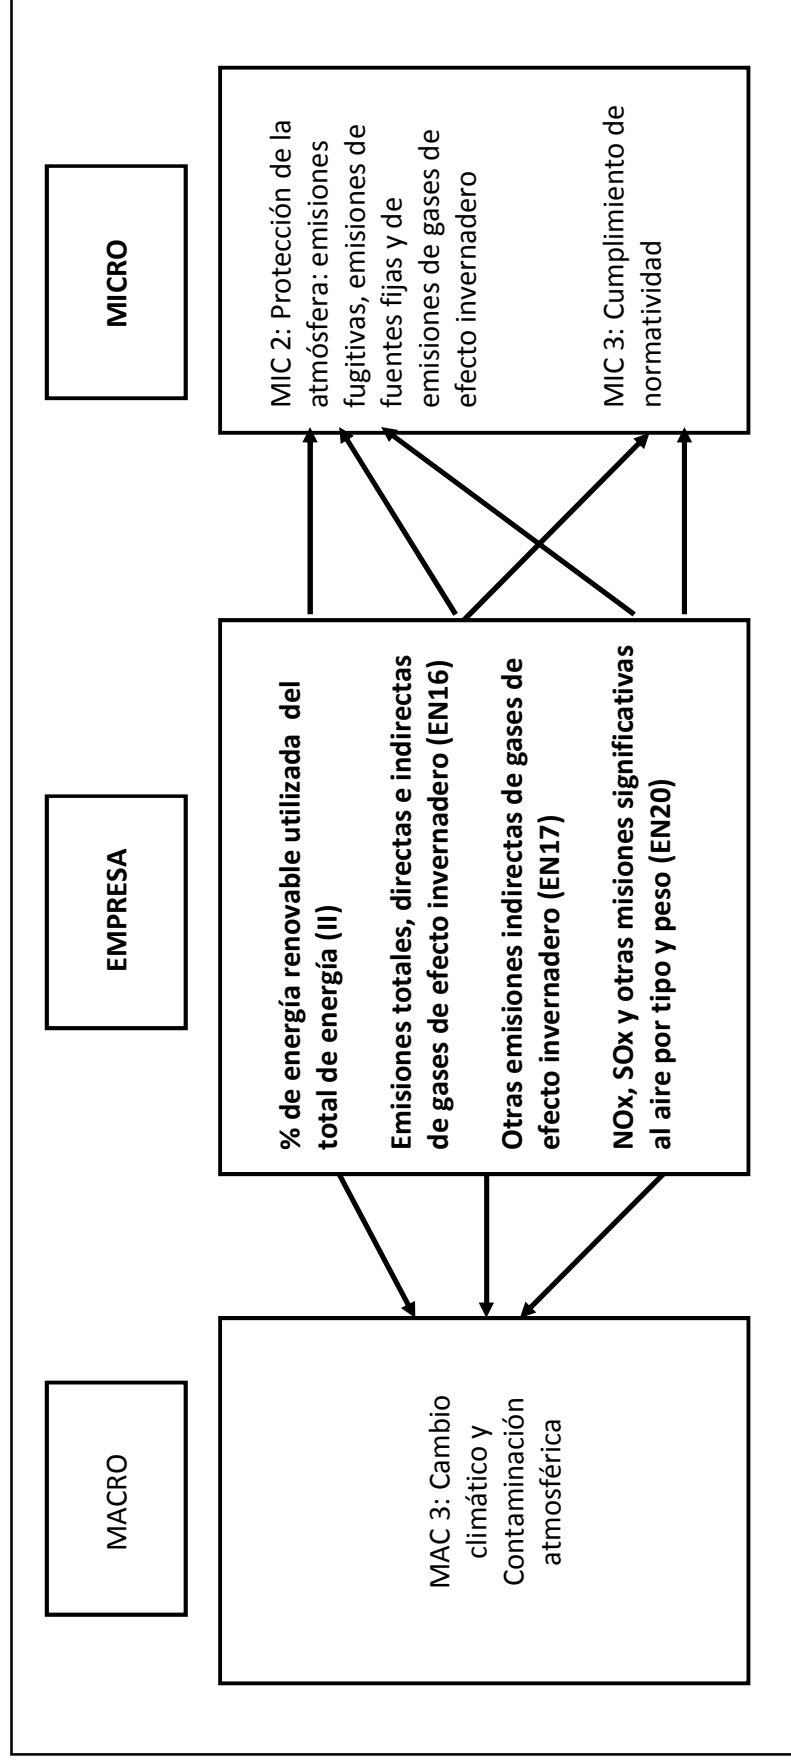 MACRO
EMPRESA
MICRO
MAC 3: Cambio
climático y
Contaminación
atmosférica
% de energía renovable utilizada del
total de energía (II)
Emisiones totales, directas e indirectas
de gases de efecto invernadero (EN16)
Otras emisiones indirectas de gases de
efecto invernadero (EN17)
NOx, SOx y otras misiones significativas
al aire por tipo y peso (EN20)
MIC 2: Protección de la
atmósfera: emisiones
fugitivas, emisiones de
fuentes fijas y de
emisiones de gases de
efecto invernadero
MIC 3: Cumplimiento de
normatividad